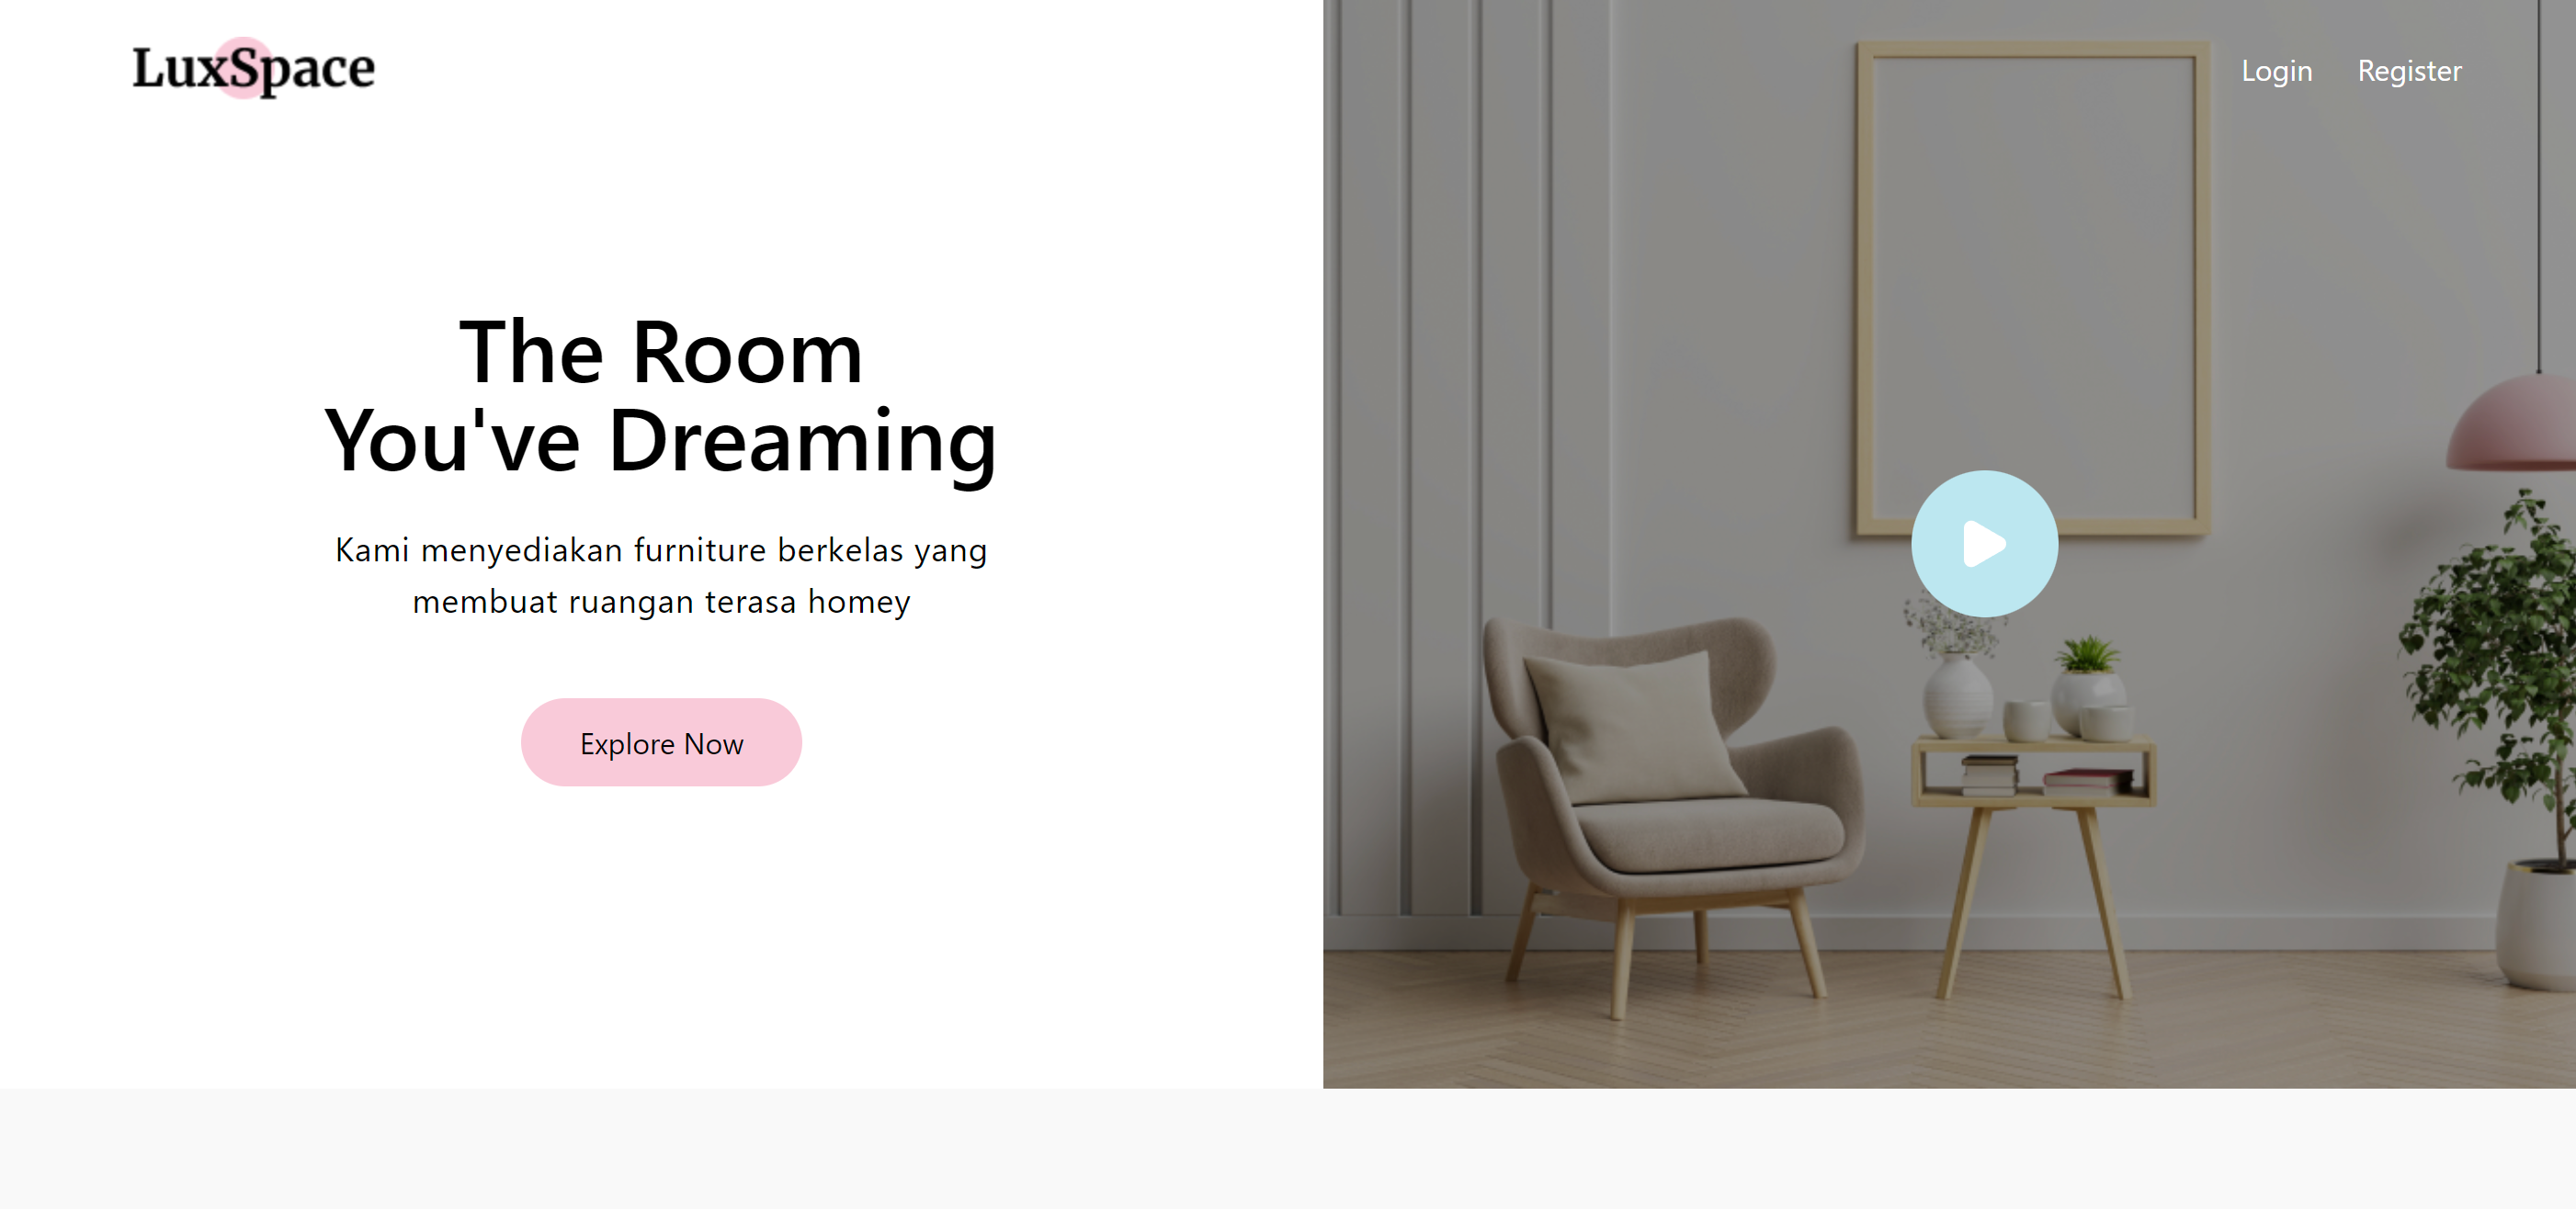 LuxSpace
Login Register
The Room
You've Dreaming
Kami menyediakan furniture berkelas yang
membuat ruangan terasa homey
Explore Now